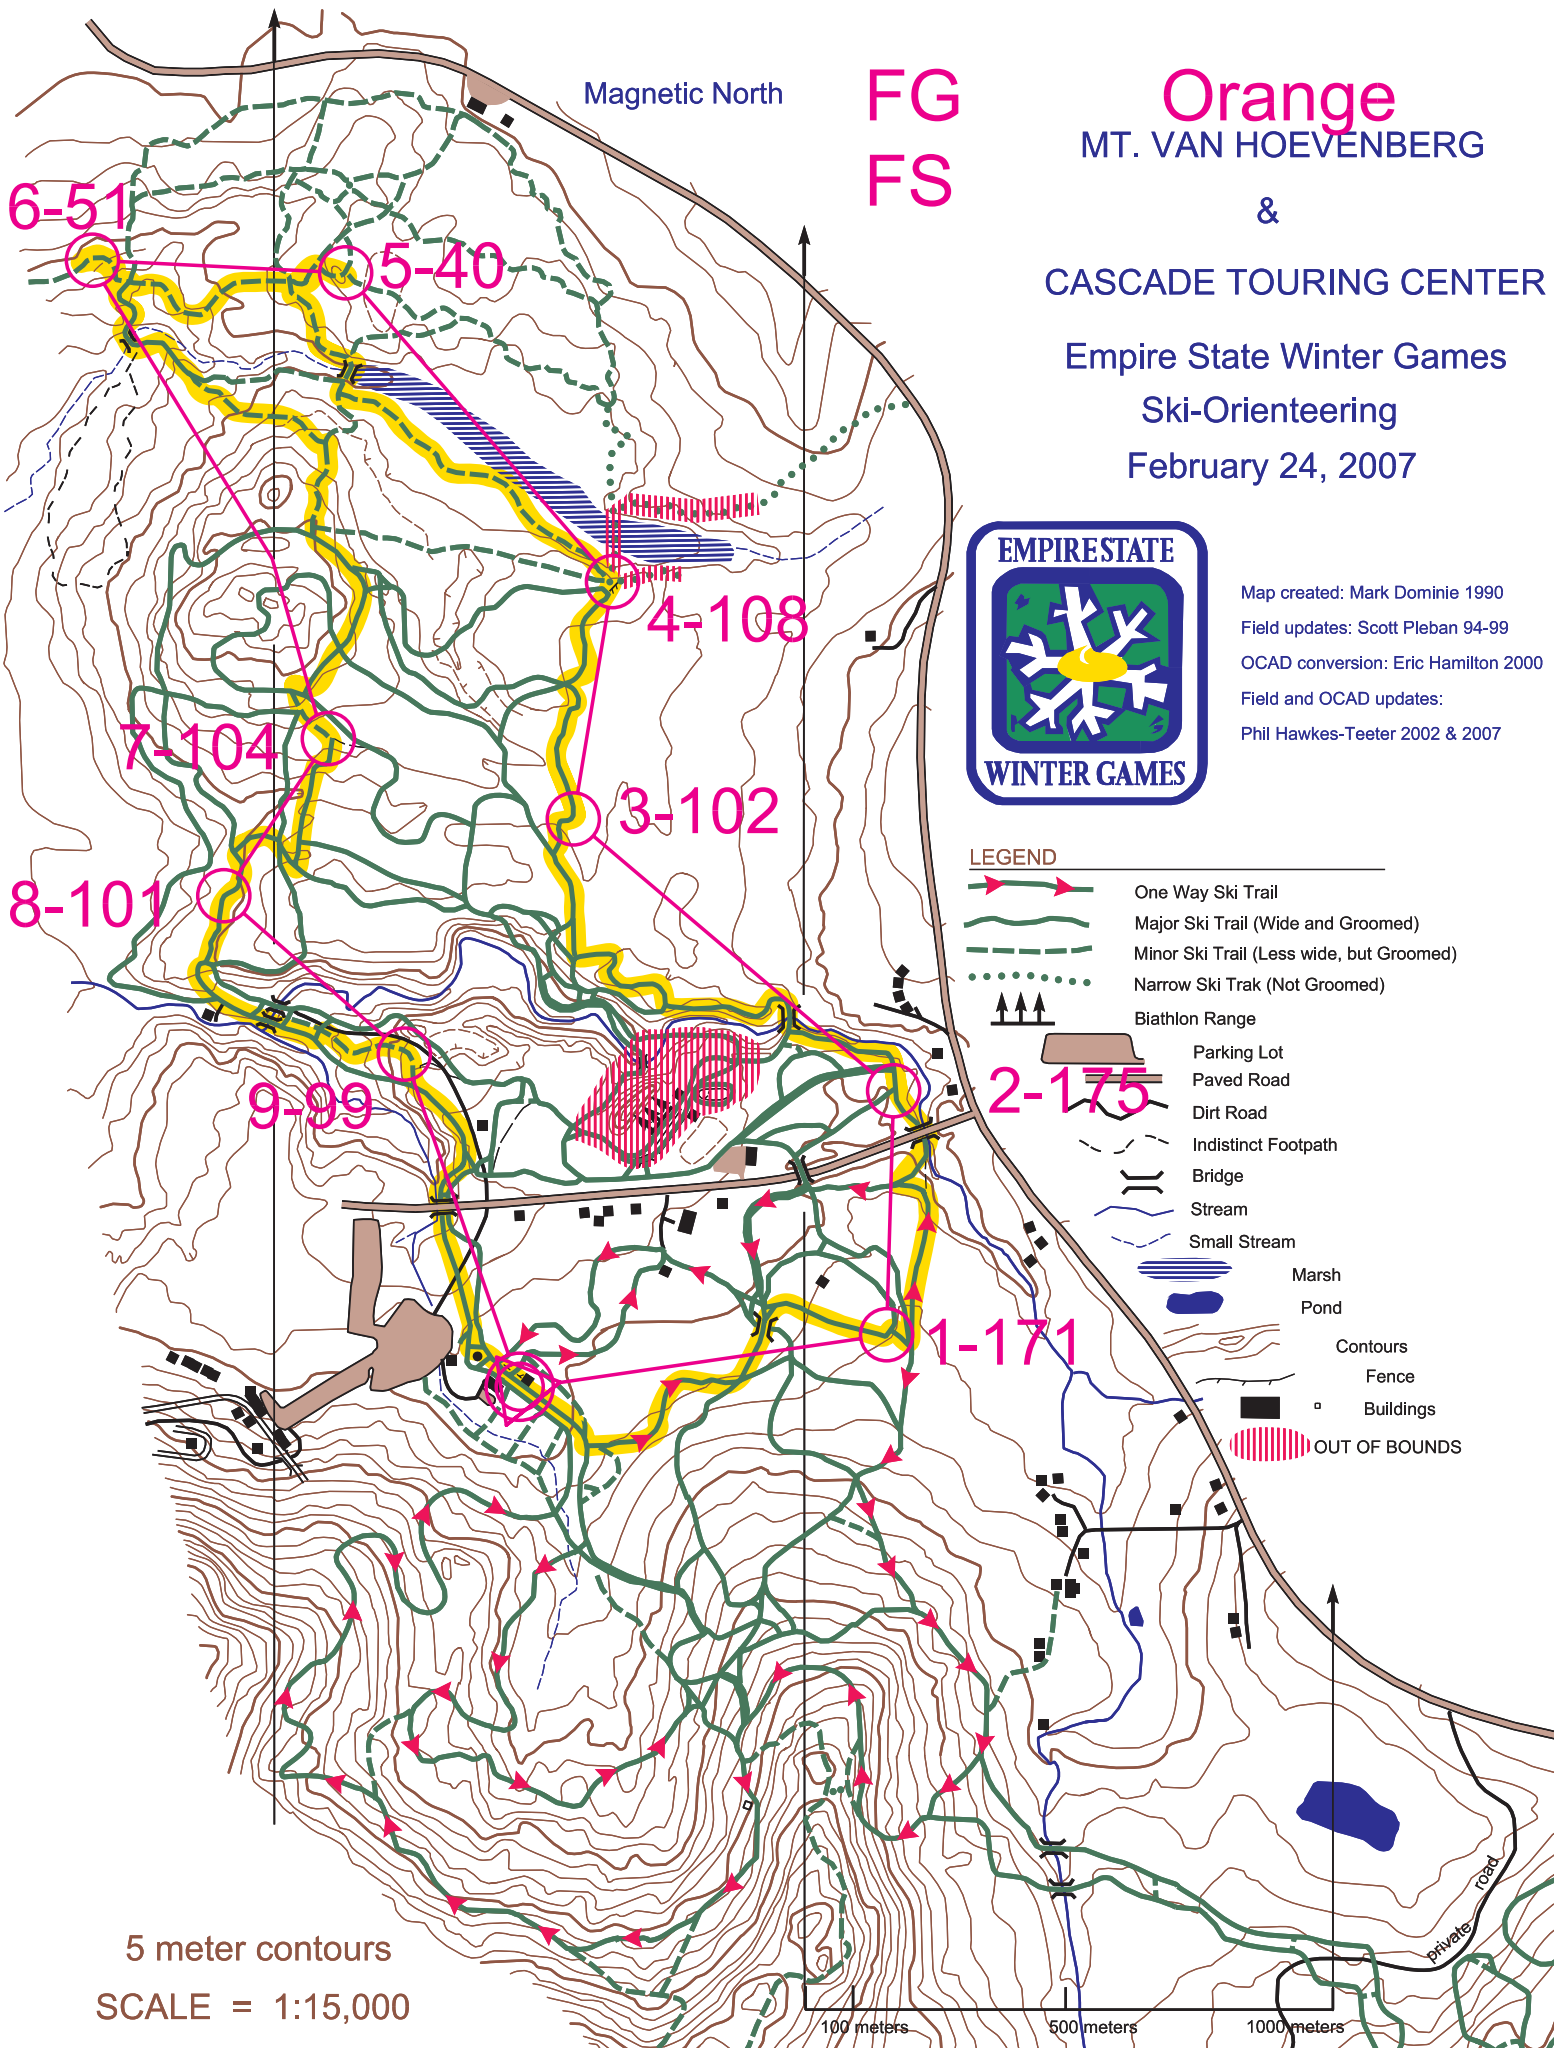 Magnetic North
FG
FS
Orange
MT. VAN HOEVENBERG
&
CASCADE TOURING CENTER
Empire State Winter Games
Ski-Orienteering
February 24, 2007
EMPIRE STATE
WINTER GAMES
Map created: Mark Dominie 1990
Field updates: Scott Pleban 94-99
OCAD conversion: Eric Hamilton 2000
Field and OCAD updates:
Phil Hawkes-Teeter 2002 & 2007
6-51
5-40
4-108
7-104
3-102
8-101
9-99
2-175
1-171
LEGEND
One Way Ski Trail
Major Ski Trail (Wide and Groomed)
Minor Ski Trail (Less wide, but Groomed)
Narrow Ski Trak (Not Groomed)
Biathlon Range
Parking Lot
Paved Road
Dirt Road
Indistinct Footpath
Bridge
Stream
Small Stream
Marsh
Pond
Contours
Fence
Buildings
OUT OF BOUNDS
private road
5 meter contours
SCALE = 1:15,000
100 meters
500 meters
1000 meters